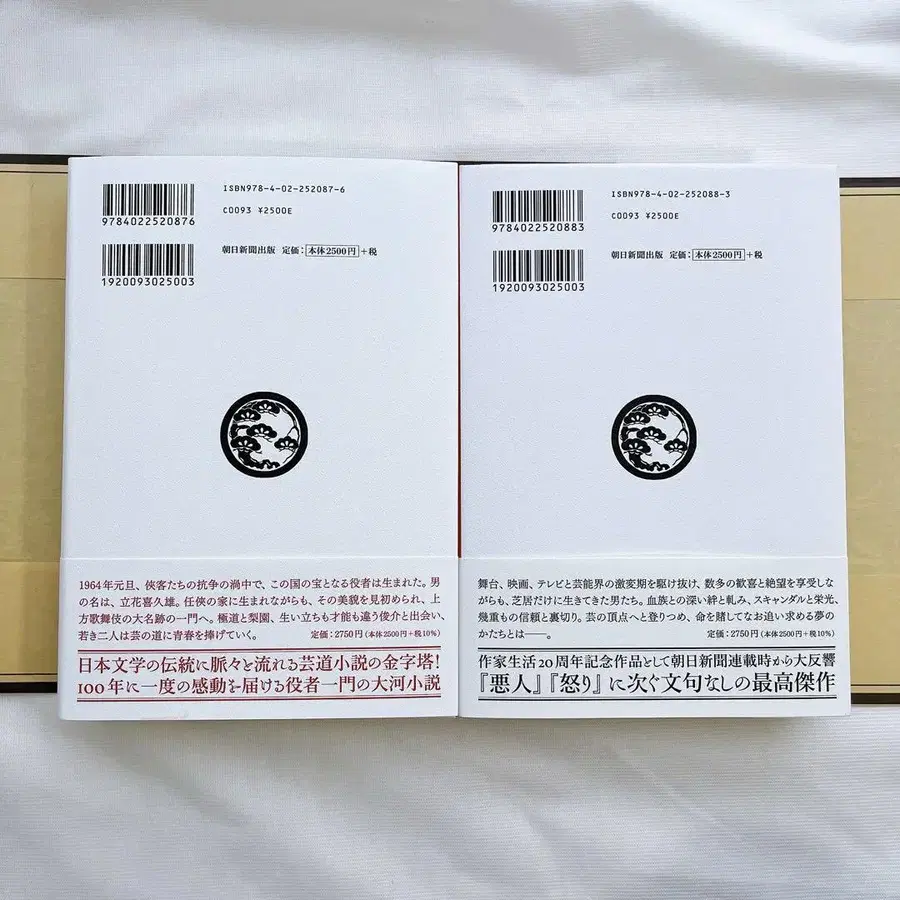 ISBN978-4-02-252087-6
9784022520876
C0093 ¥2500E
朝日新聞出版 定価：本体2500円＋税
1920093025003
1964年元旦、俠客たちの抗争の渦中で、この国の宝となる役者は生まれた。男
の名は、立花喜久雄。任俠の家に生まれながらも、その美貌を見初められ、上
方歌舞伎の大名跡の一門へ。極道と梨園、生い立ちも才能も違う俊介と出会い、
若き二人は芸の道に青春を捧げていく。 定価：2750円（本体2500円＋税10％）
日本文学の伝統に脈々と流れる芸道小説の金字塔！
100年に一度の感動を届ける役者一門の大河小説
ISBN978-4-02-252088-3
9784022520883
C0093 ¥2500E
朝日新聞出版 定価：本体2500円＋税
1920093025003
舞台、映画、テレビと芸能界の激変期を駆け抜け、数多の歓喜と絶望を享受しな
がらも、芝居だけに生きてきた男たち。血族との深い絆と軋み、スキャンダルと栄光、
幾重もの信頼と裏切り。芸の頂点へと登りつめ、命を賭してなお追い求める夢の
かたちとは――。 定価：2750円（本体2500円＋税10％）
作家生活20周年記念作品として朝日新聞連載時から大反響
『悪人』『怒り』に次ぐ文句なしの最高傑作